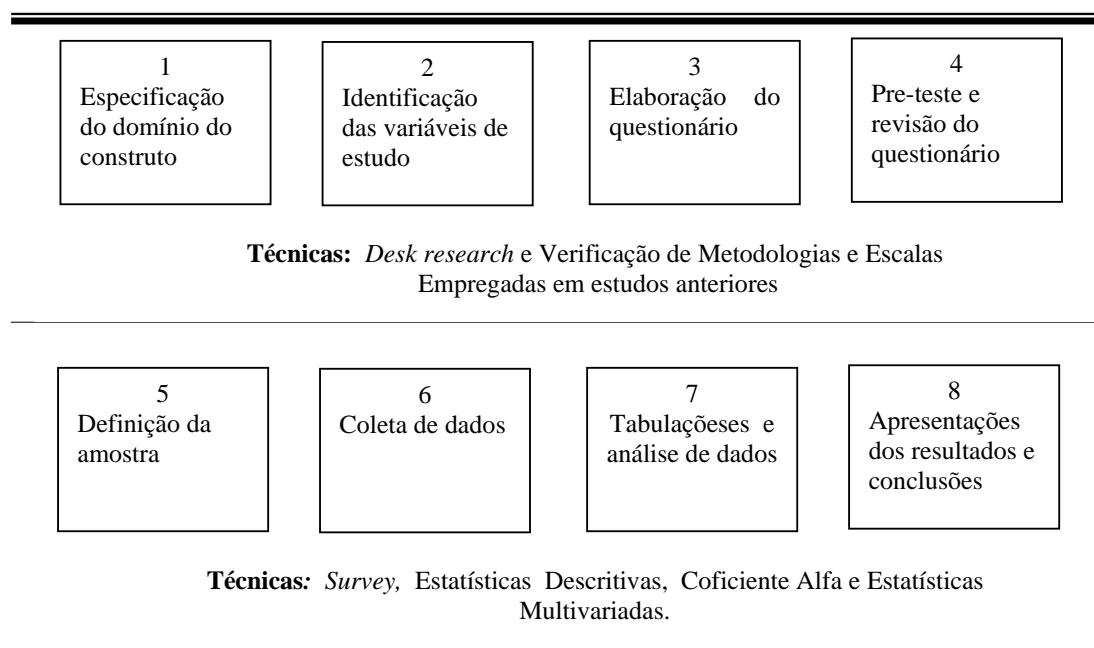 1
Especificação
do domínio do
construto
2
Identificação
das variáveis de
estudo
3
Elaboração do
questionário
4
Pre-teste e
revisão do
questionário
Técnicas: Desk research e Verificação de Metodologias e Escalas
Empregadas em estudos anteriores
5
Definição da
amostra
6
Coleta de dados
7
Tabulaçõeses e
análise de dados
8
Apresentações
dos resultados e
conclusões
Técnicas: Survey, Estatísticas Descritivas, Coficiente Alfa e Estatísticas
Multivariadas.